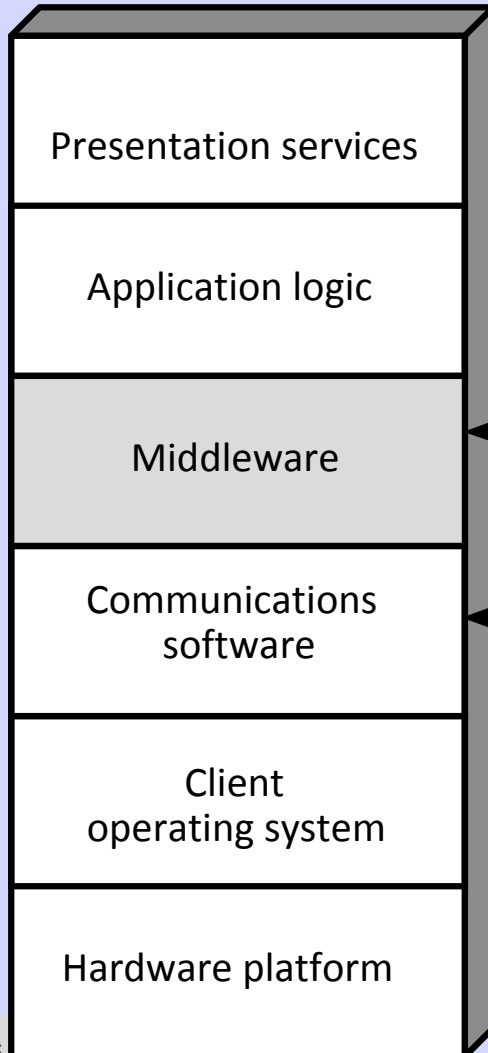 Presentation services
Application logic
Middleware
Communications
software
Client
operating system
Hardware platform